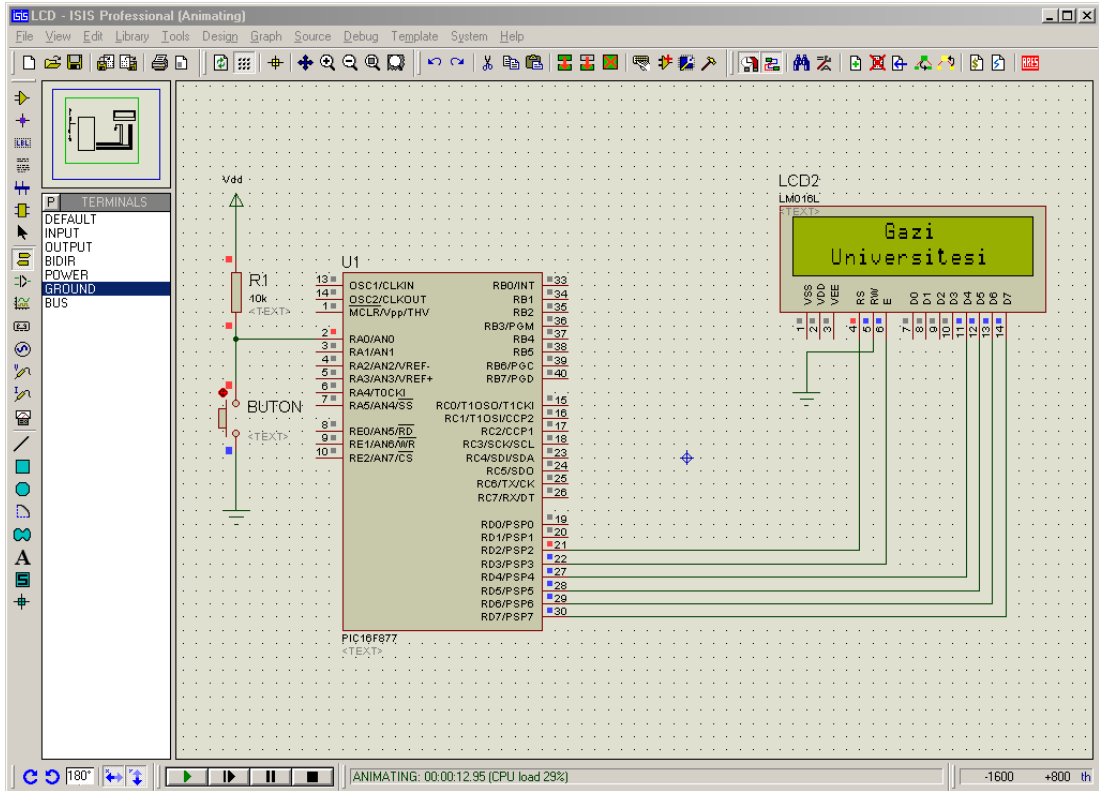 LCD - ISIS Professional (Animating)
File View Edit Library Tools Design Graph Source Debug Template System Help
ARES
LBL
P TERMINALS
DEFAULT
INPUT
OUTPUT
BIDIR
POWER
GROUND
BUS
Vdd
R1
10k
<TEXT>
BUTON
<TEXT>
U1
13 OSC1/CLKIN
14 OSC2/CLKOUT
1 MCLR/Vpp/THV
2 RA0/AN0
3 RA1/AN1
4 RA2/AN2/VREF-
5 RA3/AN3/VREF+
6 RA4/T0CKI
7 RA5/AN4/SS
8 RE0/AN5/RD
9 RE1/AN6/WR
10 RE2/AN7/CS
RB0/INT 33
RB1 34
RB2 35
RB3/PGM 36
RB4 37
RB5 38
RB6/PGC 39
RB7/PGD 40
RC0/T1OSO/T1CKI 15
RC1/T1OSI/CCP2 16
RC2/CCP1 17
RC3/SCK/SCL 18
RC4/SDI/SDA 23
RC5/SDO 24
RC6/TX/CK 25
RC7/RX/DT 26
RD0/PSP0 19
RD1/PSP1 20
RD2/PSP2 21
RD3/PSP3 22
RD4/PSP4 27
RD5/PSP5 28
RD6/PSP6 29
RD7/PSP7 30
PIC16F877
<TEXT>
LCD2
LM016L
<TEXT>
Gazi
Universitesi
VSS VDD VEE RS RW E D0 D1 D2 D3 D4 D5 D6 D7
1 2 3 4 5 6 7 8 9 10 11 12 13 14
180°
ANIMATING: 00:00:12.95 (CPU load 29%)
-1600 +800 th